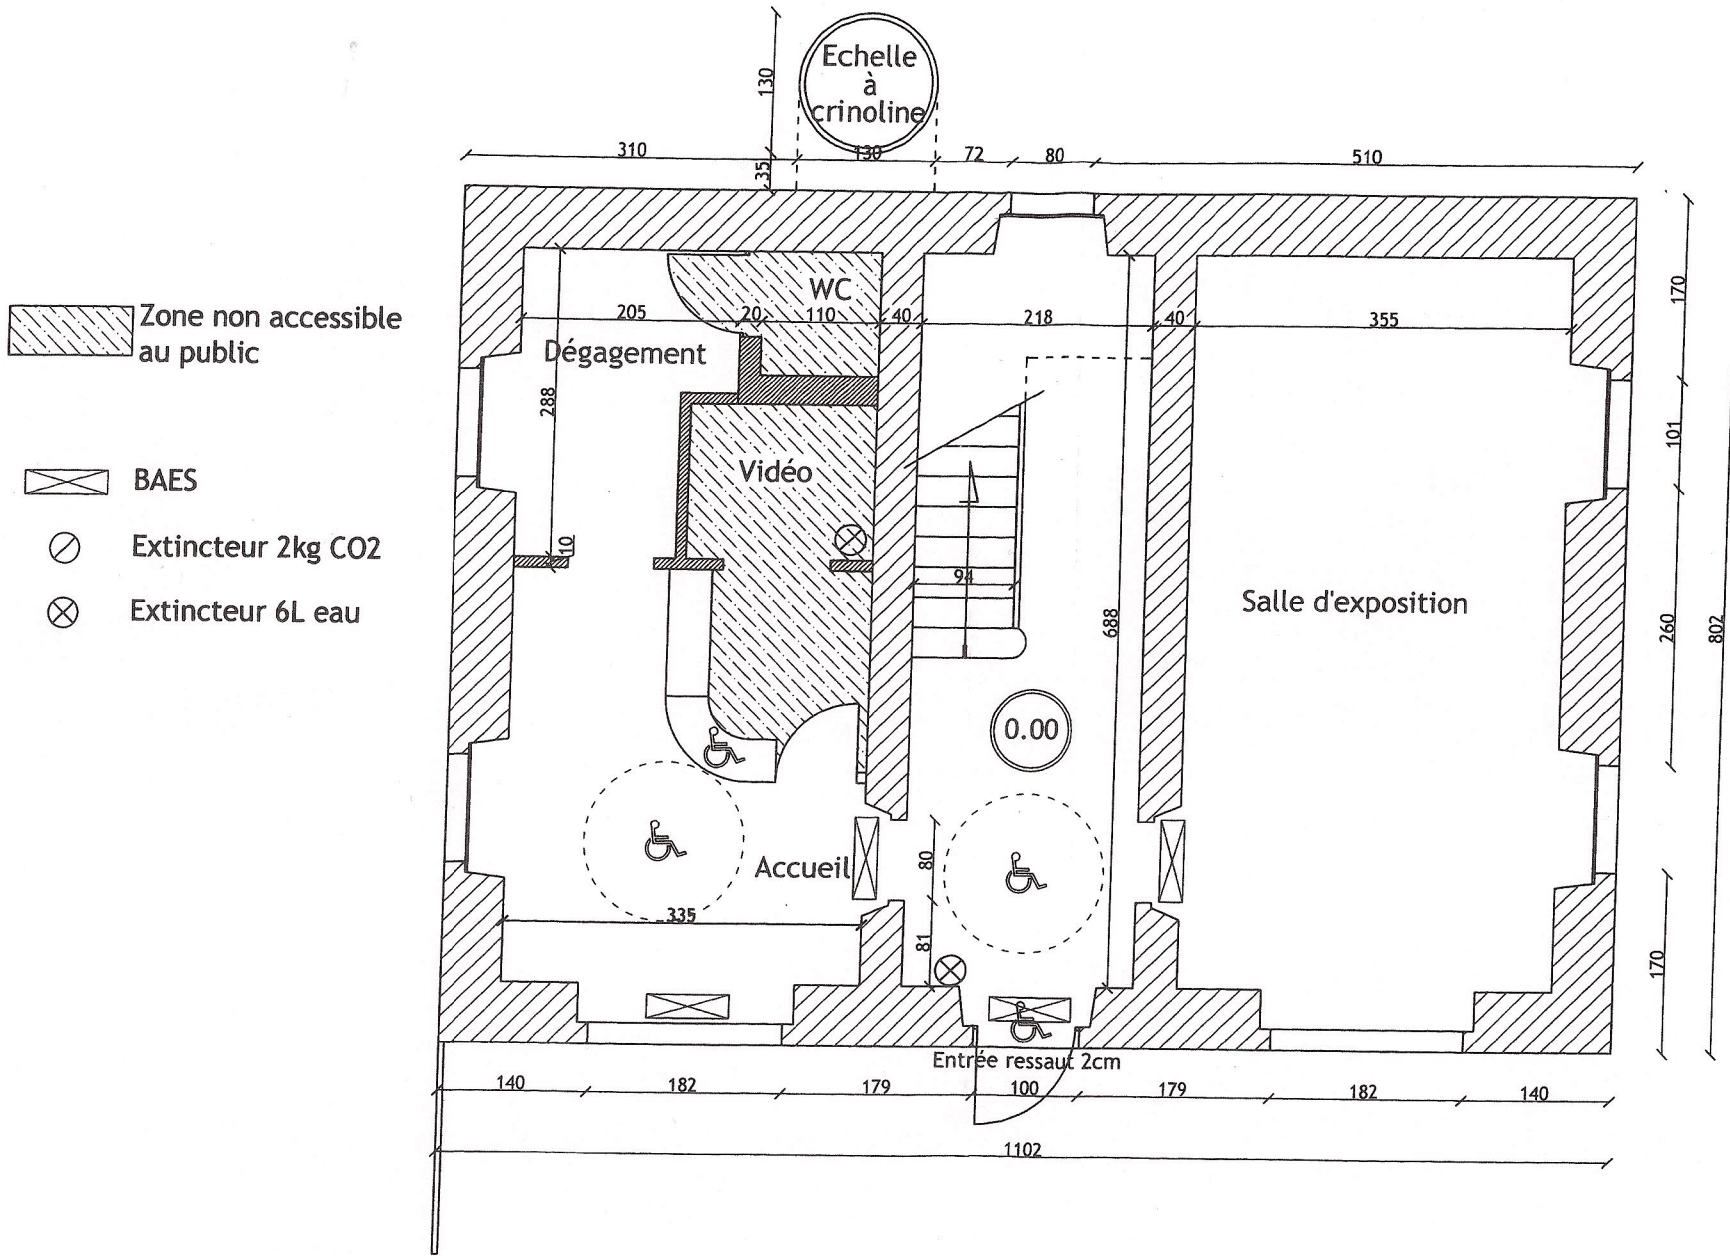 Echelle
à
crinoline
130
35
310
130
72
80
510
Zone non accessible
au public
BAES
Extincteur 2kg CO2
Extincteur 6L eau
WC
205
20
110
40
218
40
355
Dégagement
288
10
Vidéo
94
688
Salle d'exposition
0.00
170
101
260
802
170
Accueil
80
81
335
Entrée ressaut 2cm
140
182
179
100
179
182
140
1102